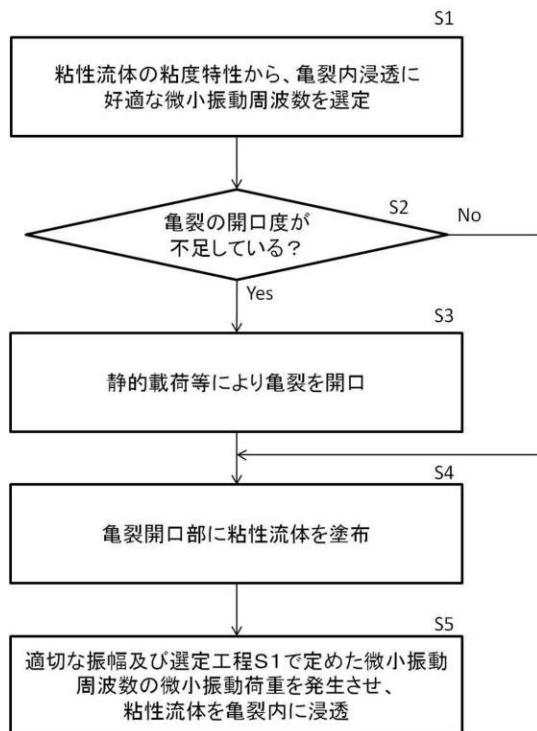 S1
粘性流体の粘度特性から、亀裂内浸透に
好適な微小振動周波数を選定
S2
亀裂の開口度が
不足している?
No
Yes
S3
静的載荷等により亀裂を開口
S4
亀裂開口部に粘性流体を塗布
S5
適切な振幅及び選定工程S1で定めた微小振動
周波数の微小振動荷重を発生させ、
粘性流体を亀裂内に浸透